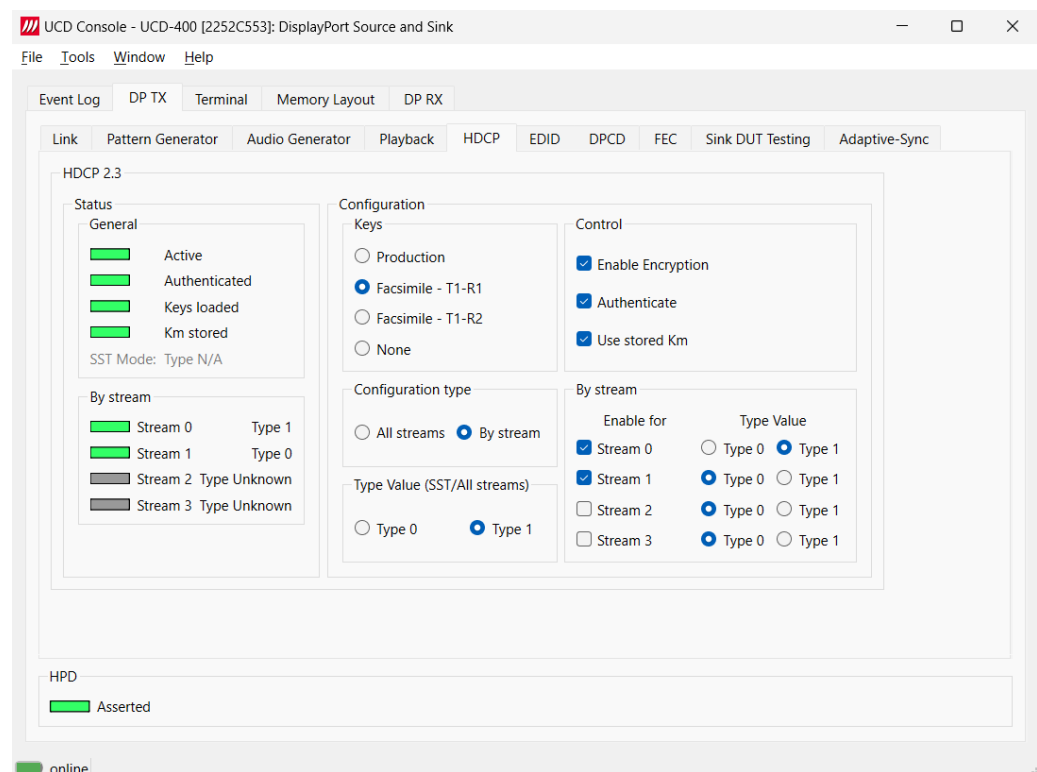 UCD Console - UCD-400 [2252C553]: DisplayPort Source and Sink
File Tools Window Help
Event Log DP TX Terminal Memory Layout DP RX
Link Pattern Generator Audio Generator Playback HDCP EDID DPCD FEC Sink DUT Testing Adaptive-Sync
HDCP 2.3
Status
General
Active
Authenticated
Keys loaded
Km stored
SST Mode: Type N/A
By stream
Stream 0 Type 1
Stream 1 Type 0
Stream 2 Type Unknown
Stream 3 Type Unknown
Configuration
Keys
Production
Facsimile - T1-R1
Facsimile - T1-R2
None
Control
Enable Encryption
Authenticate
Use stored Km
Configuration type
All streams By stream
Type Value (SST/All streams)
Type 0 Type 1
By stream
Enable for Type Value
Stream 0 Type 0 Type 1
Stream 1 Type 0 Type 1
Stream 2 Type 0 Type 1
Stream 3 Type 0 Type 1
HPD
Asserted
online